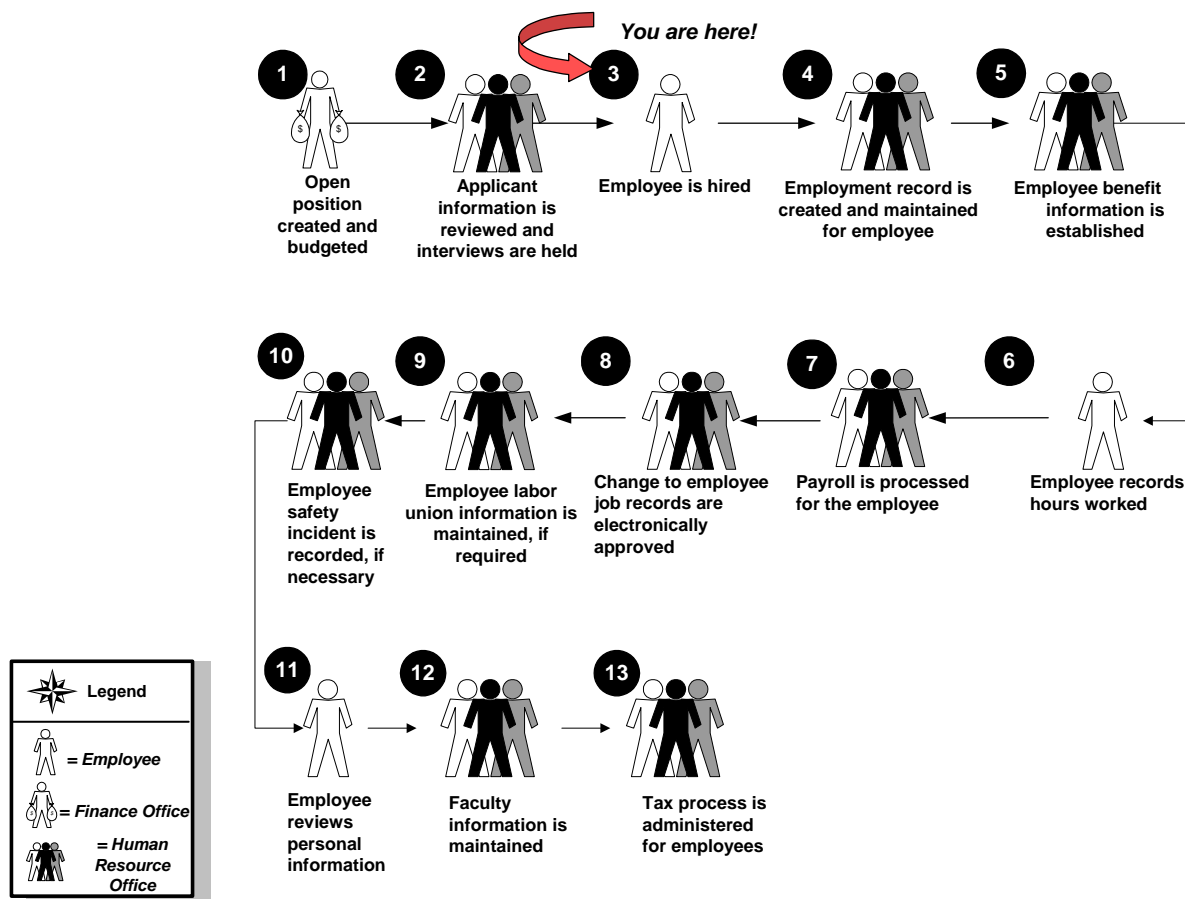 You are here!
1
2
3
4
5
$ $
Open
position
created and
budgeted
Applicant
information is
reviewed and
interviews are held
Employee is hired
Employment record is
created and maintained
for employee
Employee benefit
information is
established
10
9
8
7
6
Employee
safety
incident is
recorded, if
necessary
Employee labor
union information is
maintained, if
required
Change to employee
job records are
electronically
approved
Payroll is processed
for the employee
Employee records
hours worked
11
12
13
Employee
reviews
personal
information
Faculty
information is
maintained
Tax process is
administered
for employees
Legend
= Employee
$ $
= Finance Office
= Human
Resource
Office